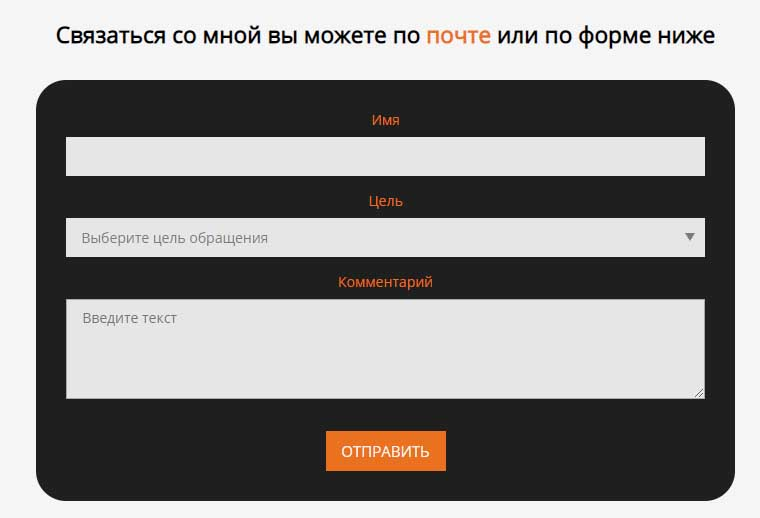 Связаться со мной вы можете по почте или по форме ниже
Имя
Цель
Выберите цель обращения
Комментарий
Введите текст
ОТПРАВИТЬ